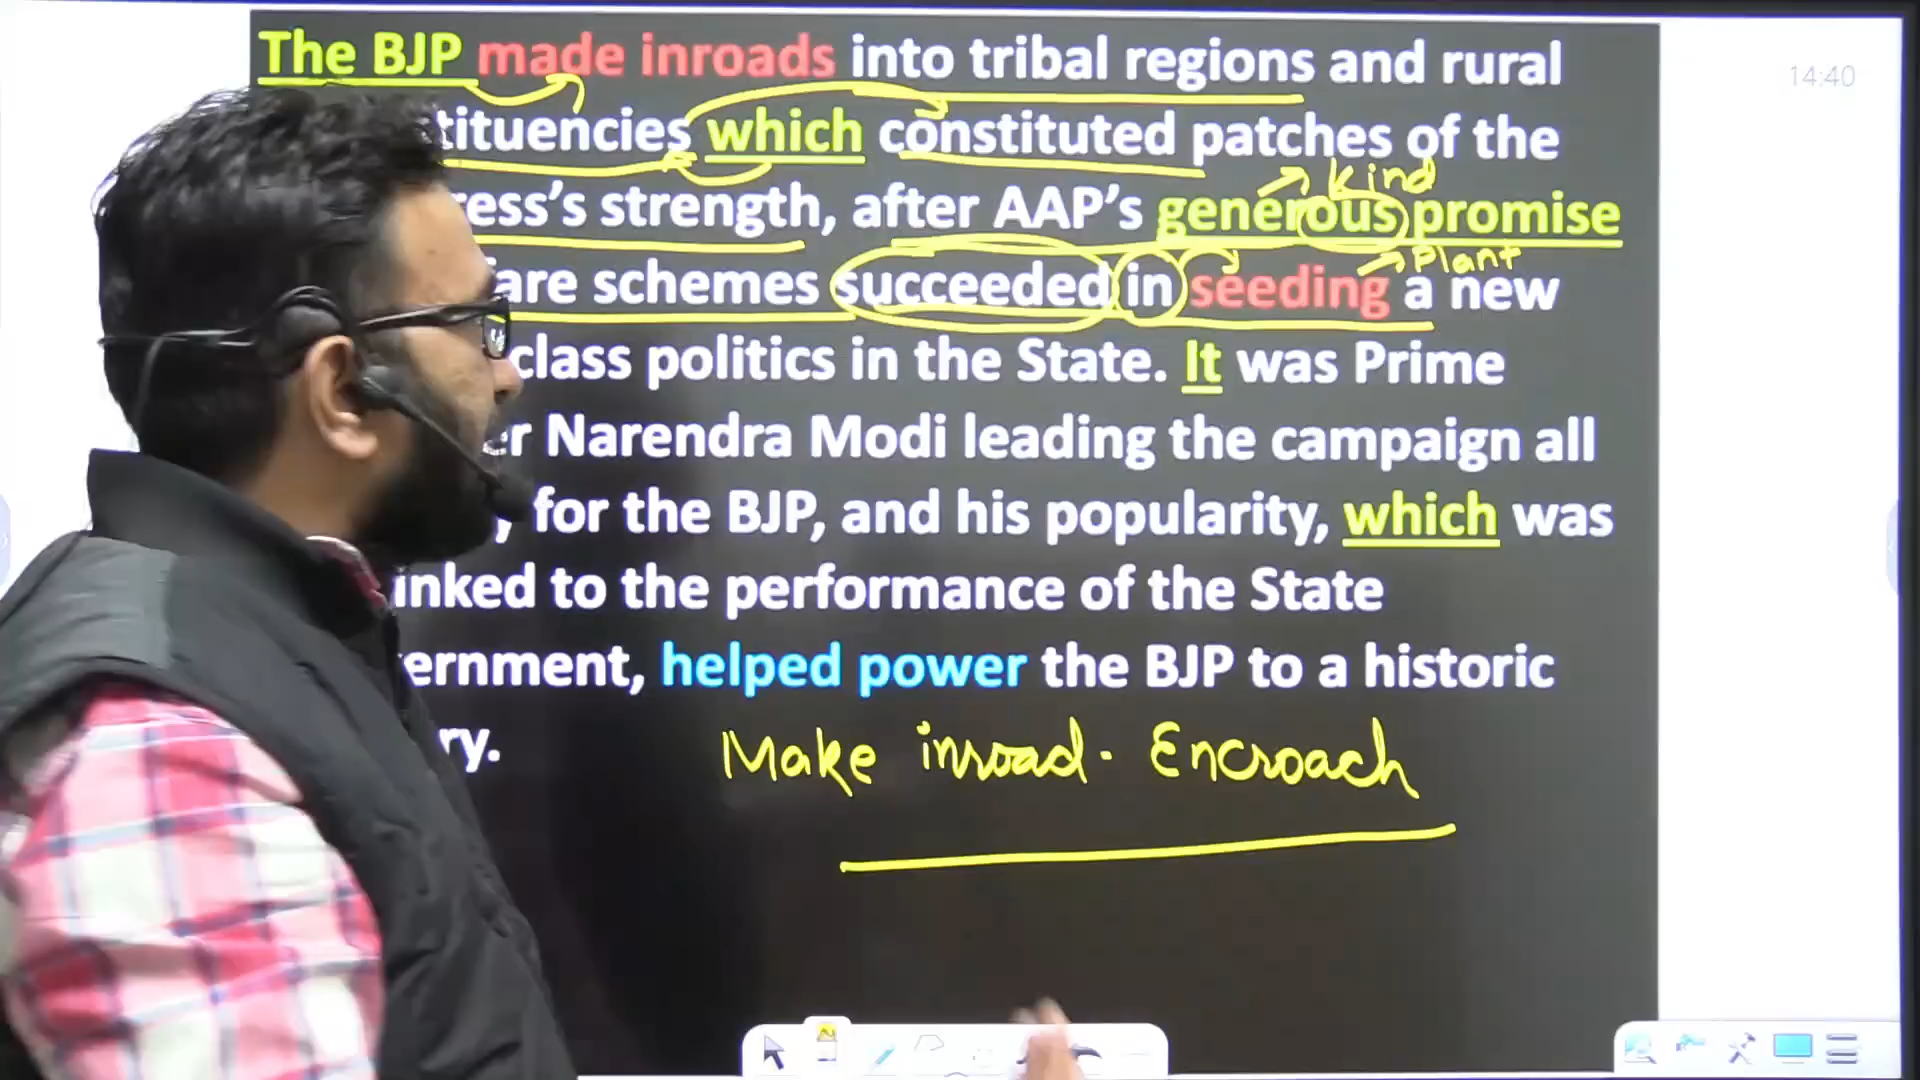 The BJP made inroads into tribal regions and rural
tituencies which constituted patches of the
kind
ress's strength, after AAP's generous promise
Plant
are schemes succeeded in seeding a new
class politics in the State. It was Prime
er Narendra Modi leading the campaign all
for the BJP, and his popularity, which was
inked to the performance of the State
ernment, helped power the BJP to a historic
ry.
Make inroad. Encroach
14:40